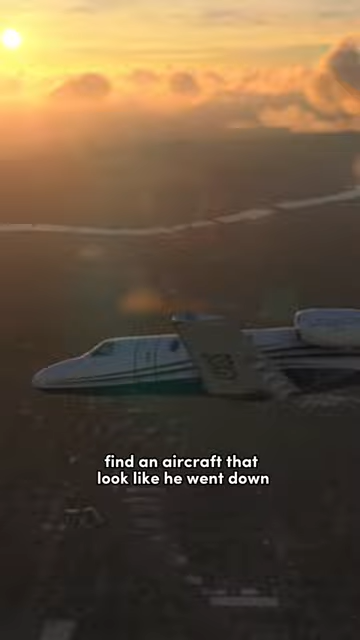 find an aircraft that
look like he went down